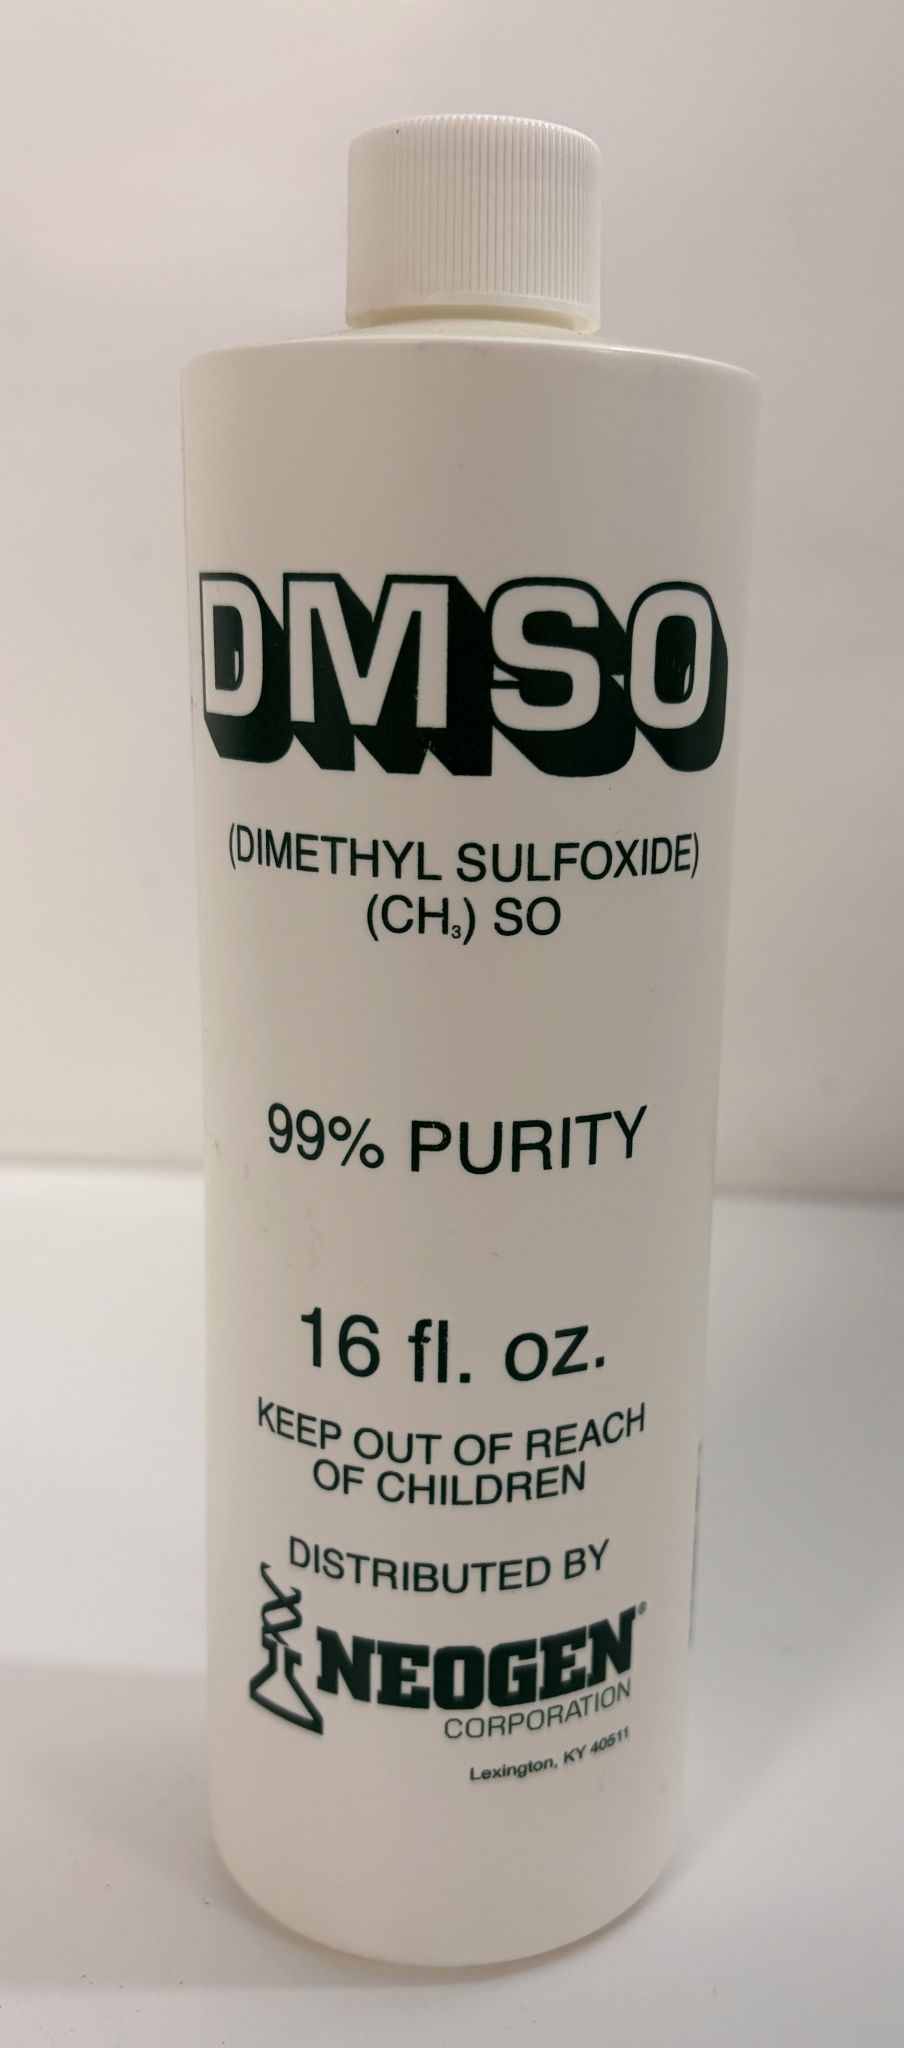 DMSO
(DIMETHYL SULFOXIDE)
(CH₃) SO
99% PURITY
16 fl. oz.
KEEP OUT OF REACH
OF CHILDREN
DISTRIBUTED BY
NEOGEN®
CORPORATION
Lexington, KY 40511